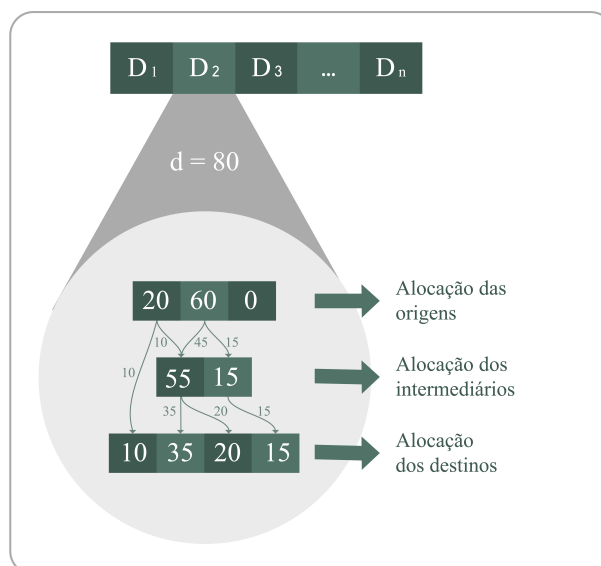 D1 D2 D3 ... Dn
d = 80
20 60 0
Alocação das
origens
10 45 15
10
55 15
Alocação dos
intermediários
35 20 15
10 35 20 15
Alocação
dos destinos